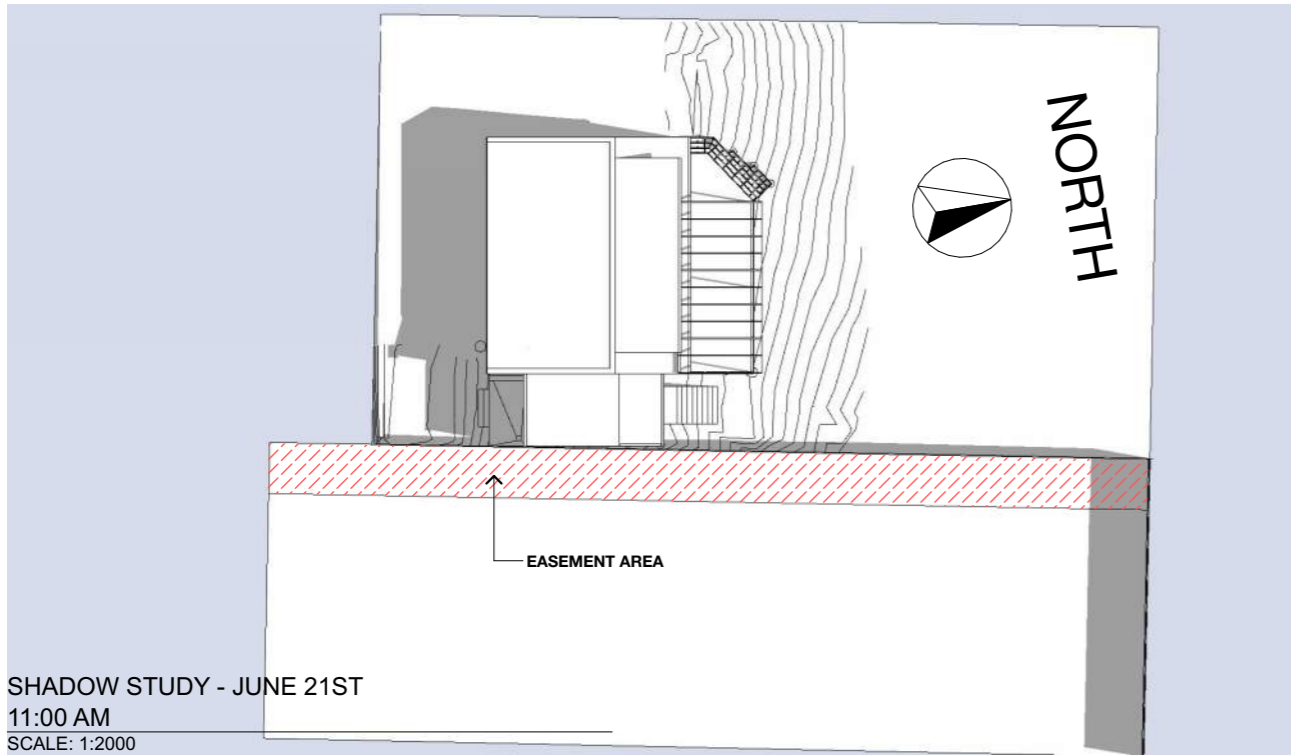 NORTH
EASEMENT AREA
SHADOW STUDY - JUNE 21ST
11:00 AM
SCALE: 1:2000